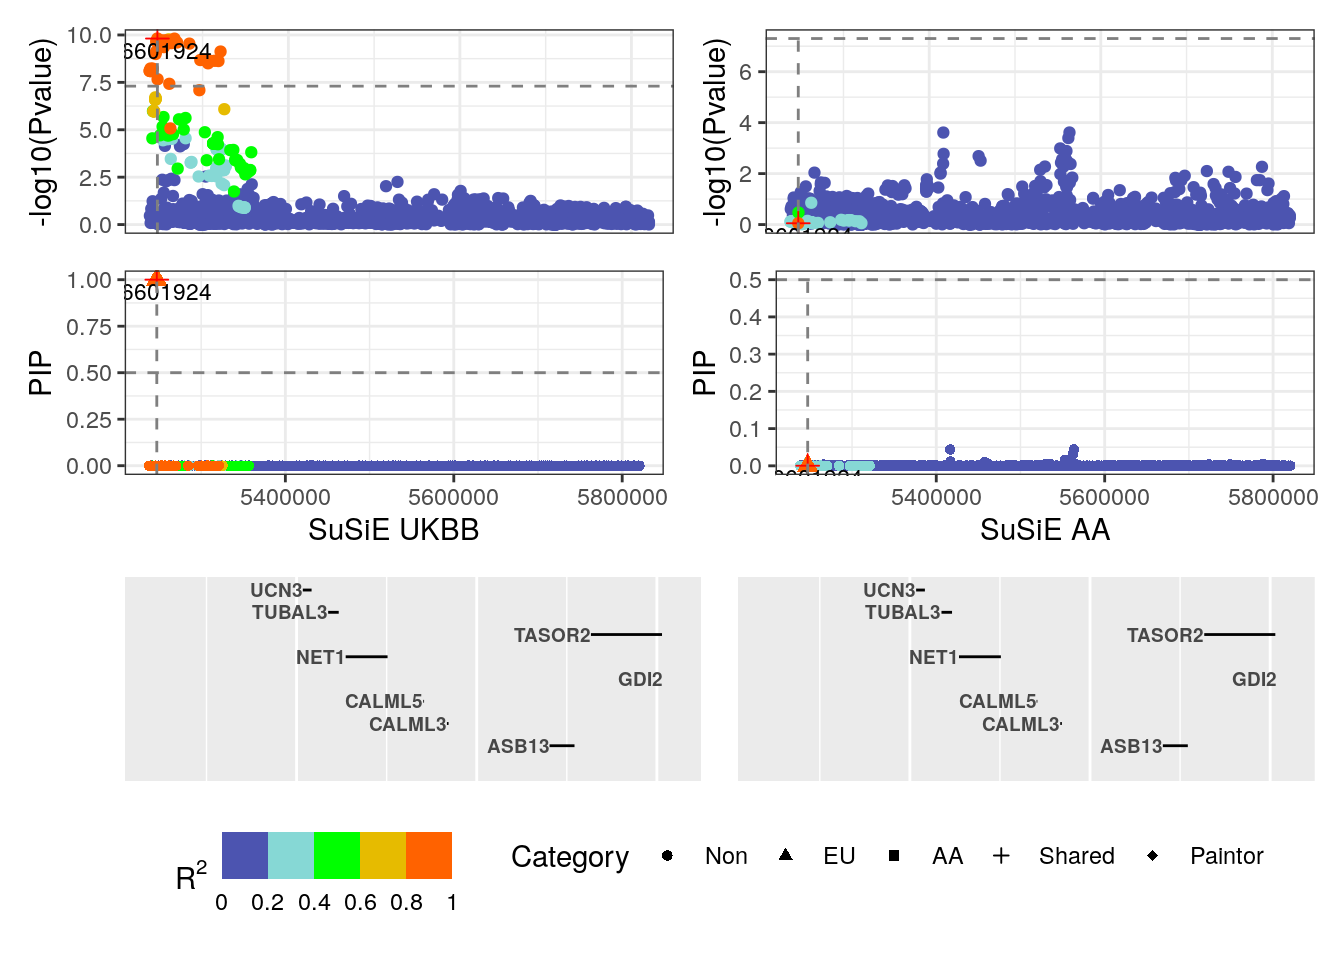 -log10(Pvalue)
10.0
7.5
5.0
2.5
0.0
6601924
-log10(Pvalue)
6
4
2
0
PIP
1.00
0.75
0.50
0.25
0.00
6601924
5400000
5600000
5800000
SuSiE UKBB
PIP
0.5
0.4
0.3
0.2
0.1
0.0
5400000
5600000
5800000
SuSiE AA
UCN3
TUBAL3
TASOR2
NET1
GDI2
CALML5
CALML3
ASB13
UCN3
TUBAL3
TASOR2
NET1
GDI2
CALML5
CALML3
ASB13
R2
0 0.2 0.4 0.6 0.8 1
Category Non EU AA Shared Paintor